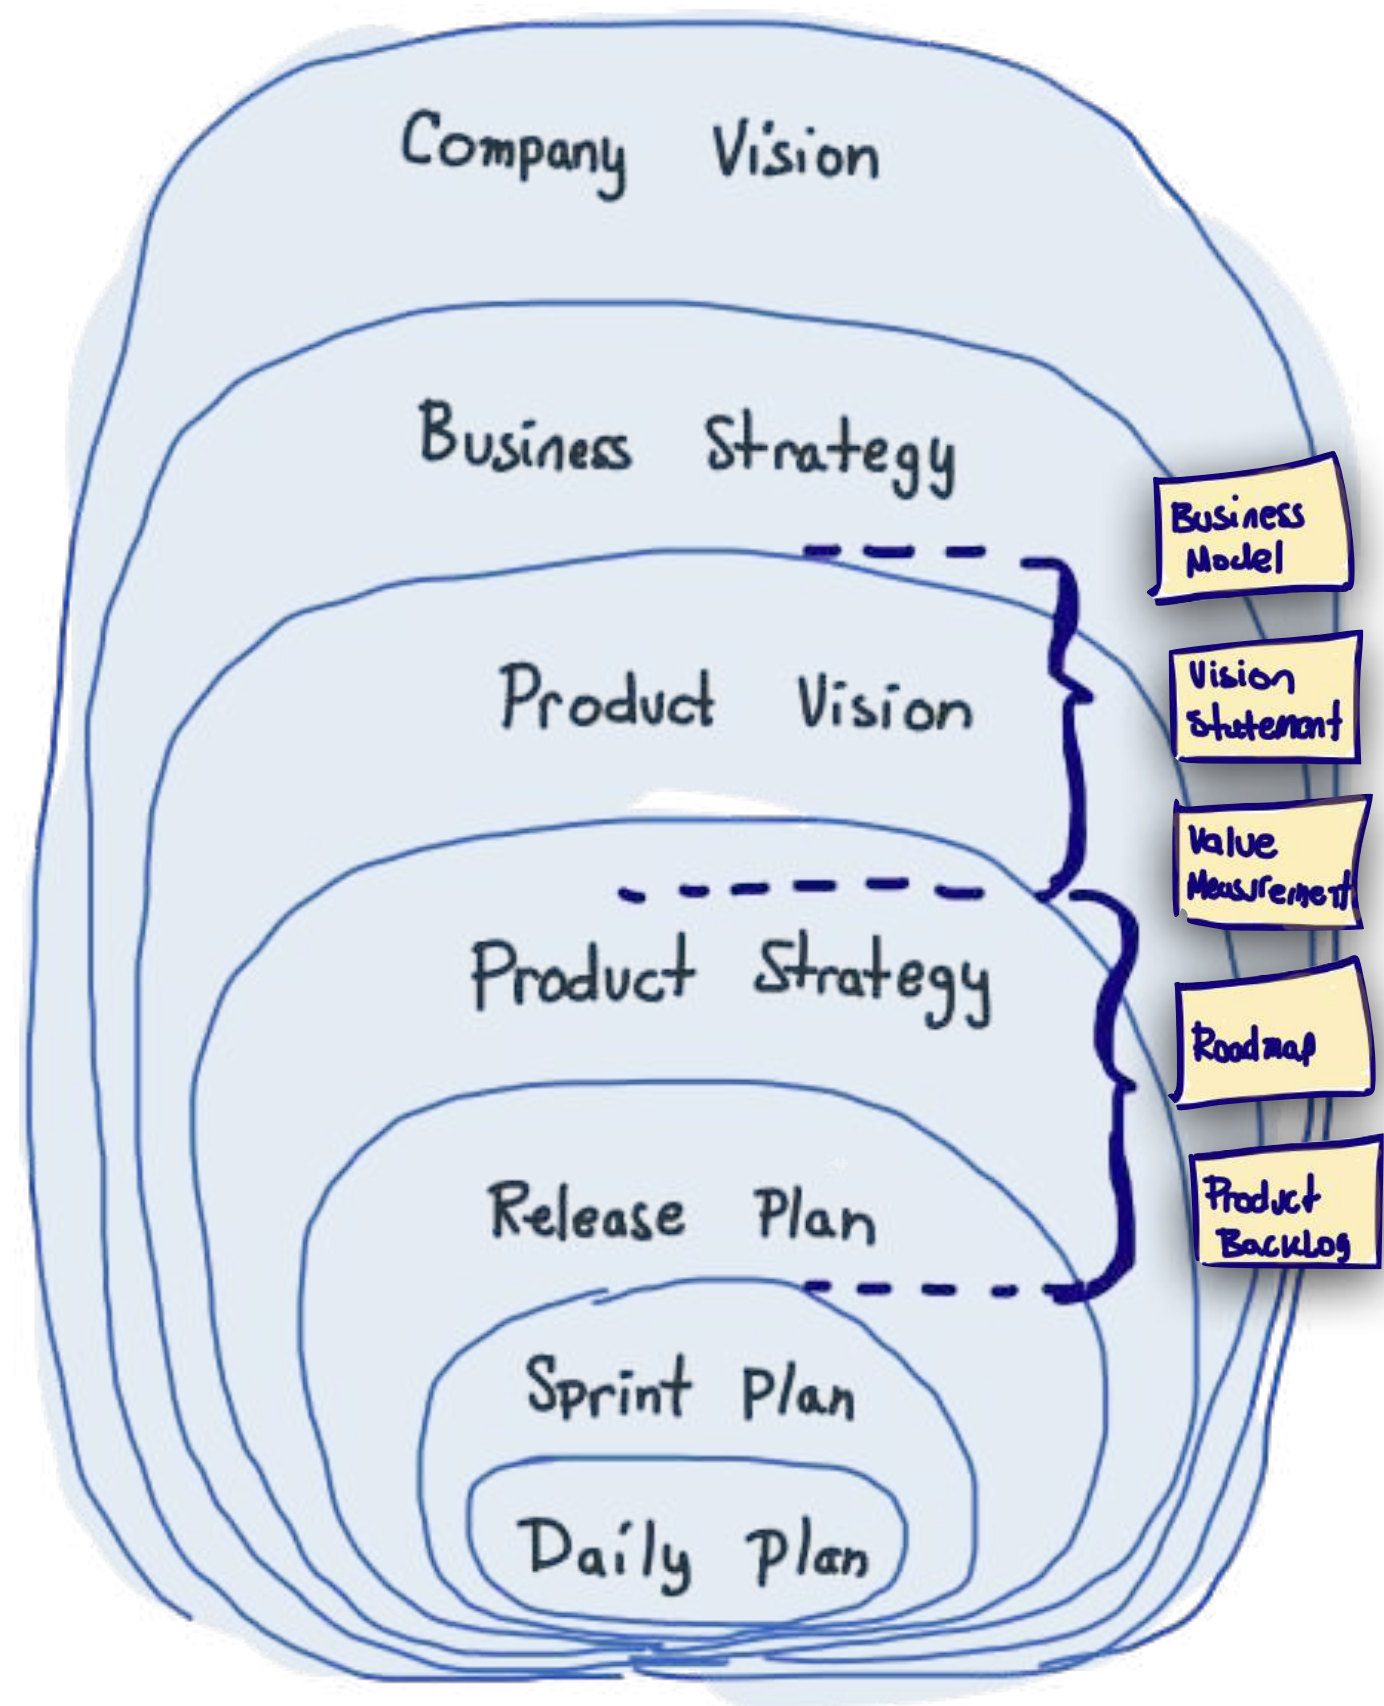 Company Vision
Business Strategy
Business
Model
Product Vision
Vision
Statement
Value
Measurement
Product Strategy
Roadmap
Release Plan
Product
Backlog
Sprint Plan
Daily Plan